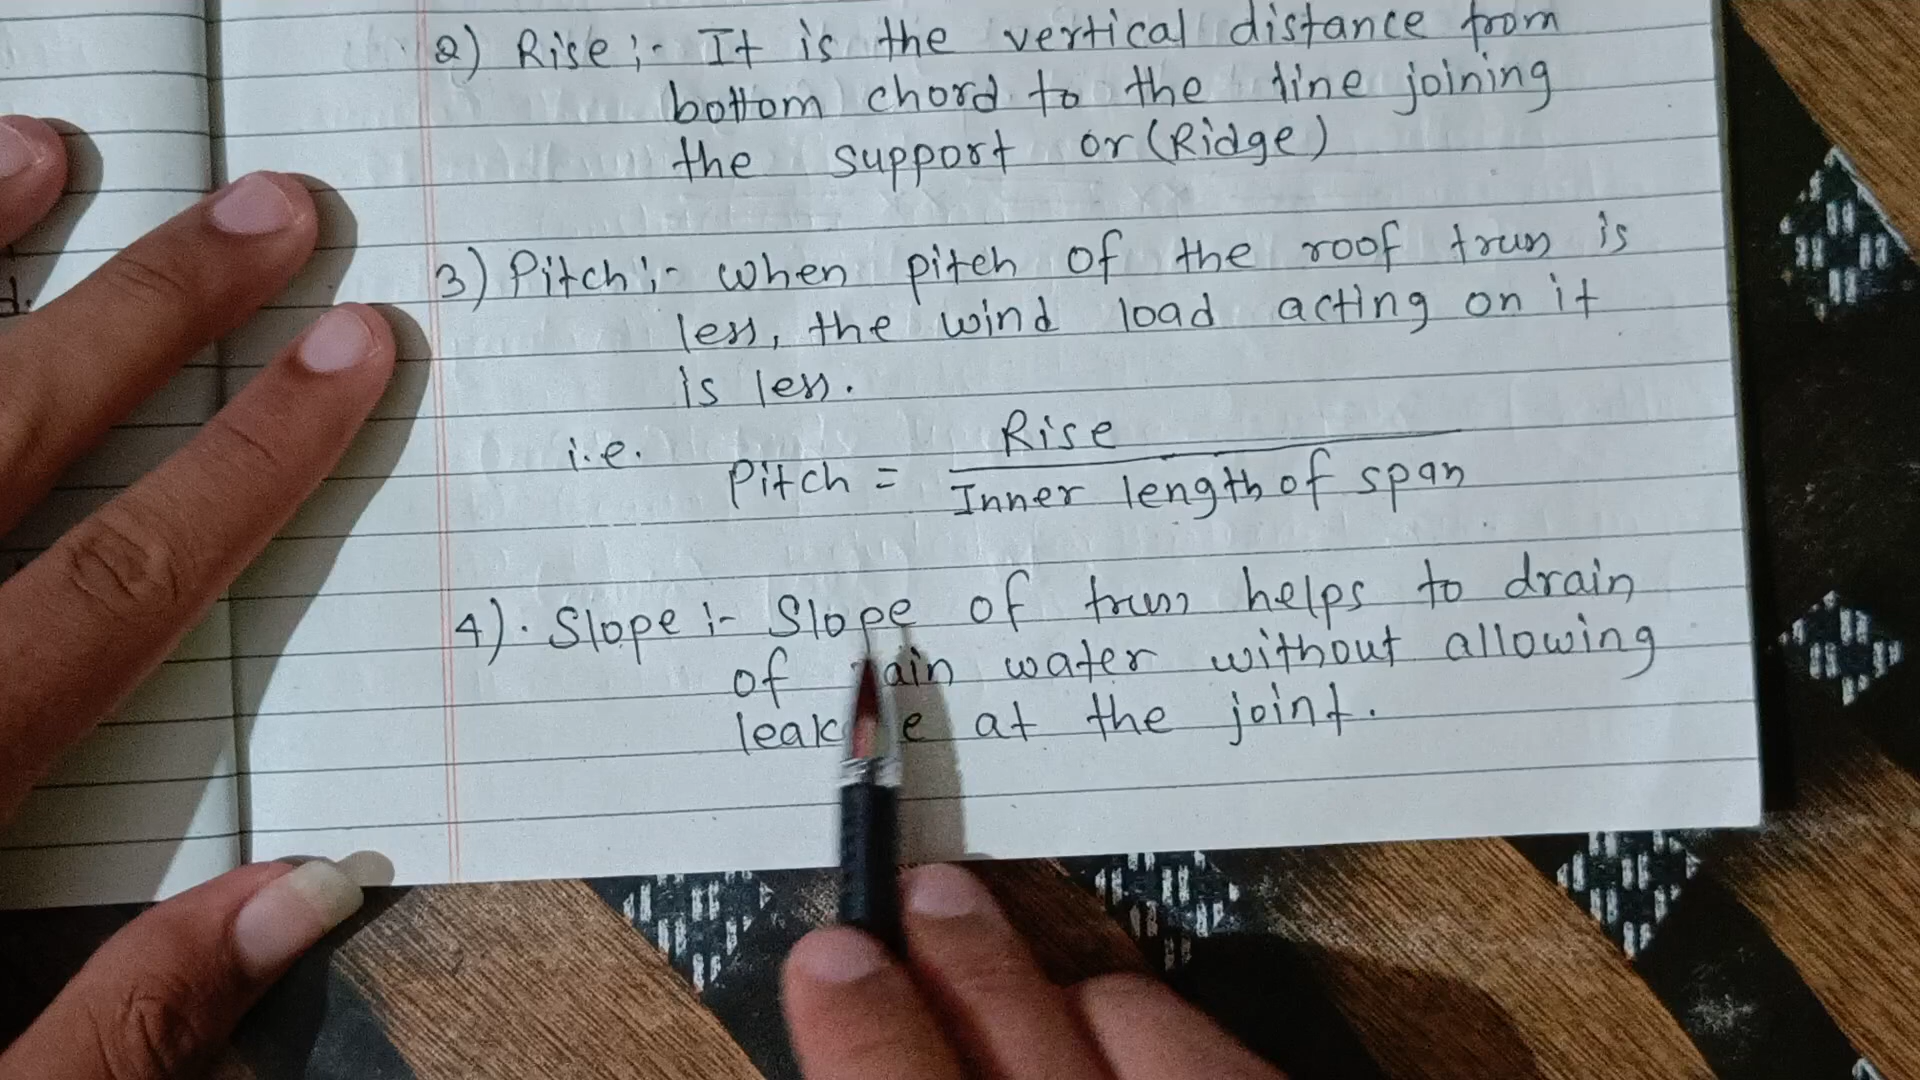 2) Rise :- It is the vertical distance from
bottom chord to the line joining
the support or (Ridge)
3) Pitch :- when pitch of the roof truss is
less, the wind load acting on it
is less.
i.e.
Rise
Pitch =
Inner length of span
4). Slope :- Slope of truss helps to drain
of water without allowing
at the joint.
d.